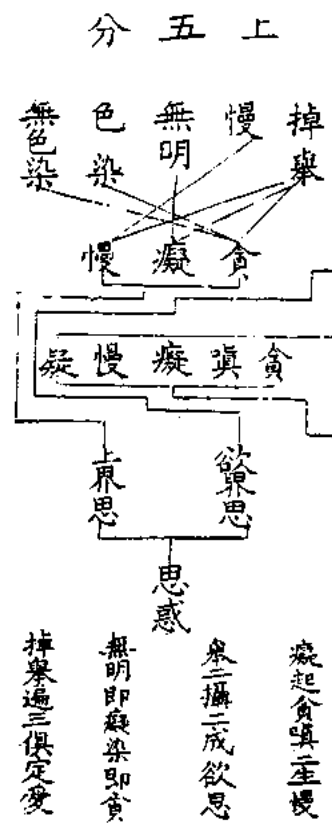 上五分
掉舉 慢 無明 色染 無色染
貪 癡 慢
貪 瞋 癡 慢 疑
欲界思 上界思
思惑
癡起貪瞋二生慢
舉二攝二成欲思
無明即癡染即貪
掉舉遍三俱定愛